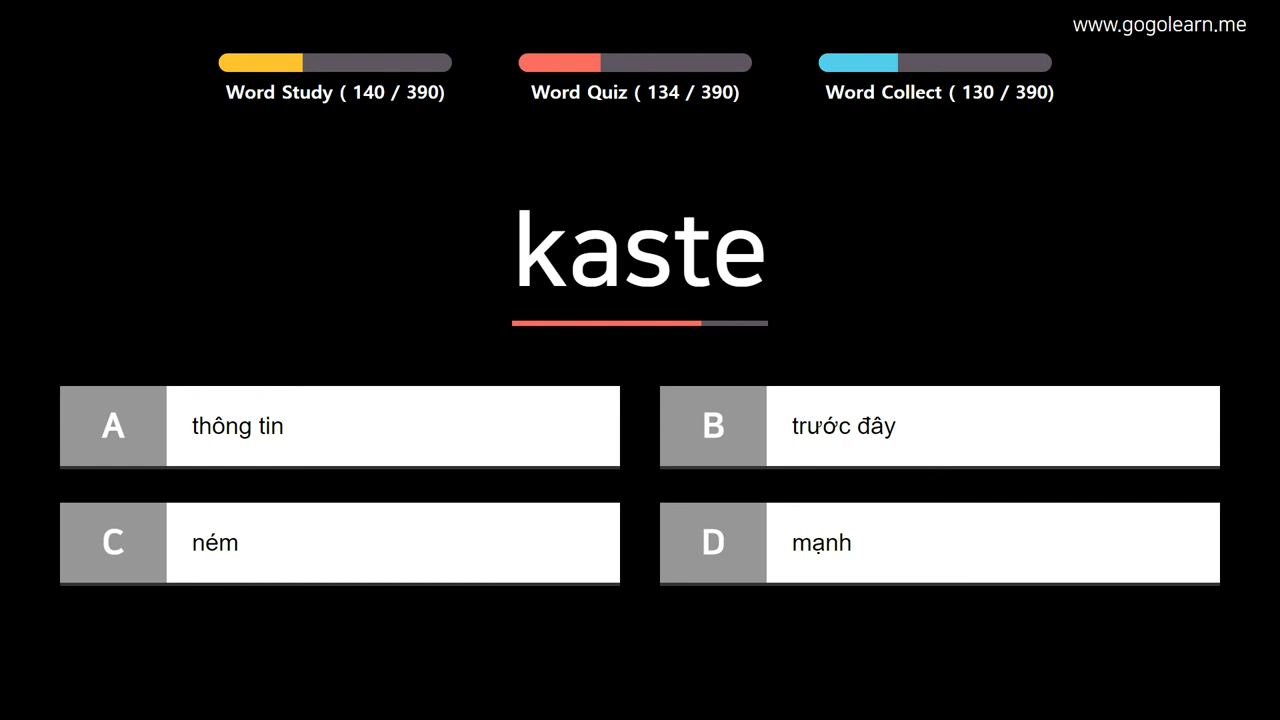 www.gogolearn.me
Word Study ( 140 / 390)
Word Quiz ( 134 / 390)
Word Collect ( 130 / 390)
kaste
A thông tin
B trước đây
C ném
D mạnh